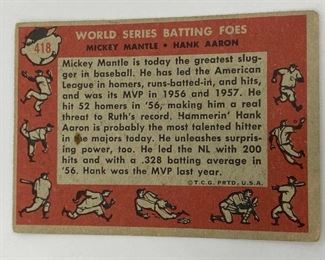 418
WORLD SERIES BATTING FOES
MICKEY MANTLE • HANK AARON
Mickey Mantle is today the greatest slug-
ger in baseball. He has led the American
League in homers, runs-batted-in, and hits,
and was its MVP in 1956 and 1957. He
hit 52 homers in '56, making him a real
threat to Ruth's record. Hammerin' Hank
Aaron is probably the most talented hitter
in the majors today. He unleashes surpris-
ing power, too. He led the NL with 200
hits and with a .328 batting average in
'56. Hank was the MVP last year.
©T.C.G. PRTD. U.S.A.